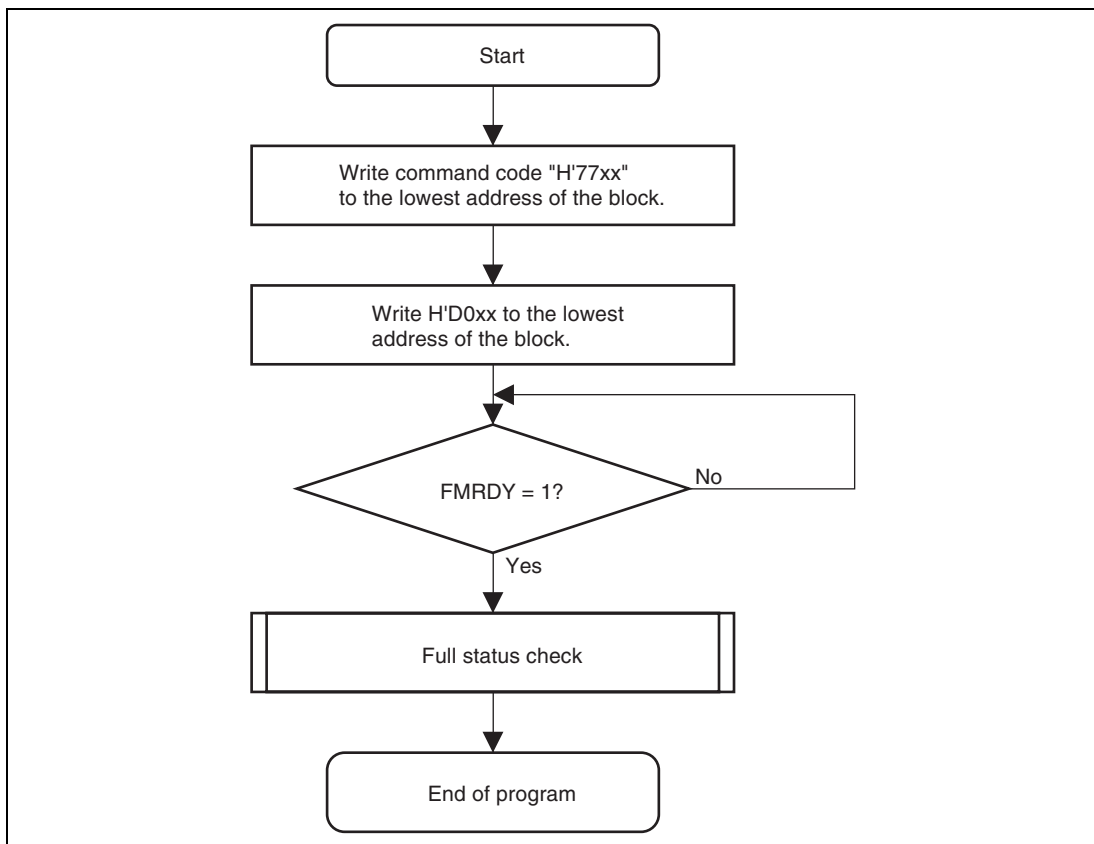 Start
Write command code "H'77xx"
to the lowest address of the block.
Write H'D0xx to the lowest
address of the block.
FMRDY = 1?
No
Yes
Full status check
End of program